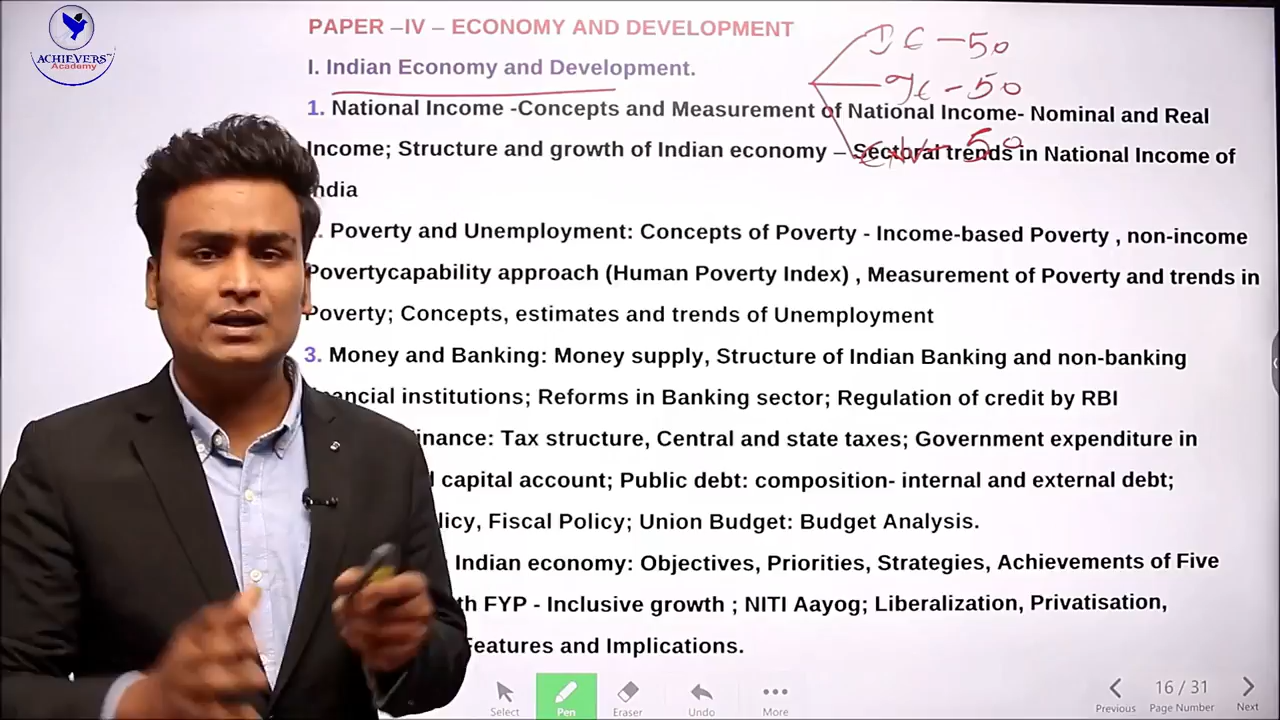 ACHIEVERS
Academy
PAPER –IV – ECONOMY AND DEVELOPMENT
I. Indian Economy and Development.
IE - 50
TE - 50
50
1. National Income -Concepts and Measurement of National Income- Nominal and Real
Income; Structure and growth of Indian economy – Sectoral trends in National Income of
India
Poverty and Unemployment: Concepts of Poverty - Income-based Poverty , non-income
Povertycapability approach (Human Poverty Index) , Measurement of Poverty and trends in
Poverty; Concepts, estimates and trends of Unemployment
3. Money and Banking: Money supply, Structure of Indian Banking and non-banking
financial institutions; Reforms in Banking sector; Regulation of credit by RBI
inance: Tax structure, Central and state taxes; Government expenditure in
capital account; Public debt: composition- internal and external debt;
licy, Fiscal Policy; Union Budget: Budget Analysis.
Indian economy: Objectives, Priorities, Strategies, Achievements of Five
th FYP - Inclusive growth ; NITI Aayog; Liberalization, Privatisation,
Features and Implications.
Select
Pen
Eraser
Undo
More
Previous
16 / 31
Page Number
Next